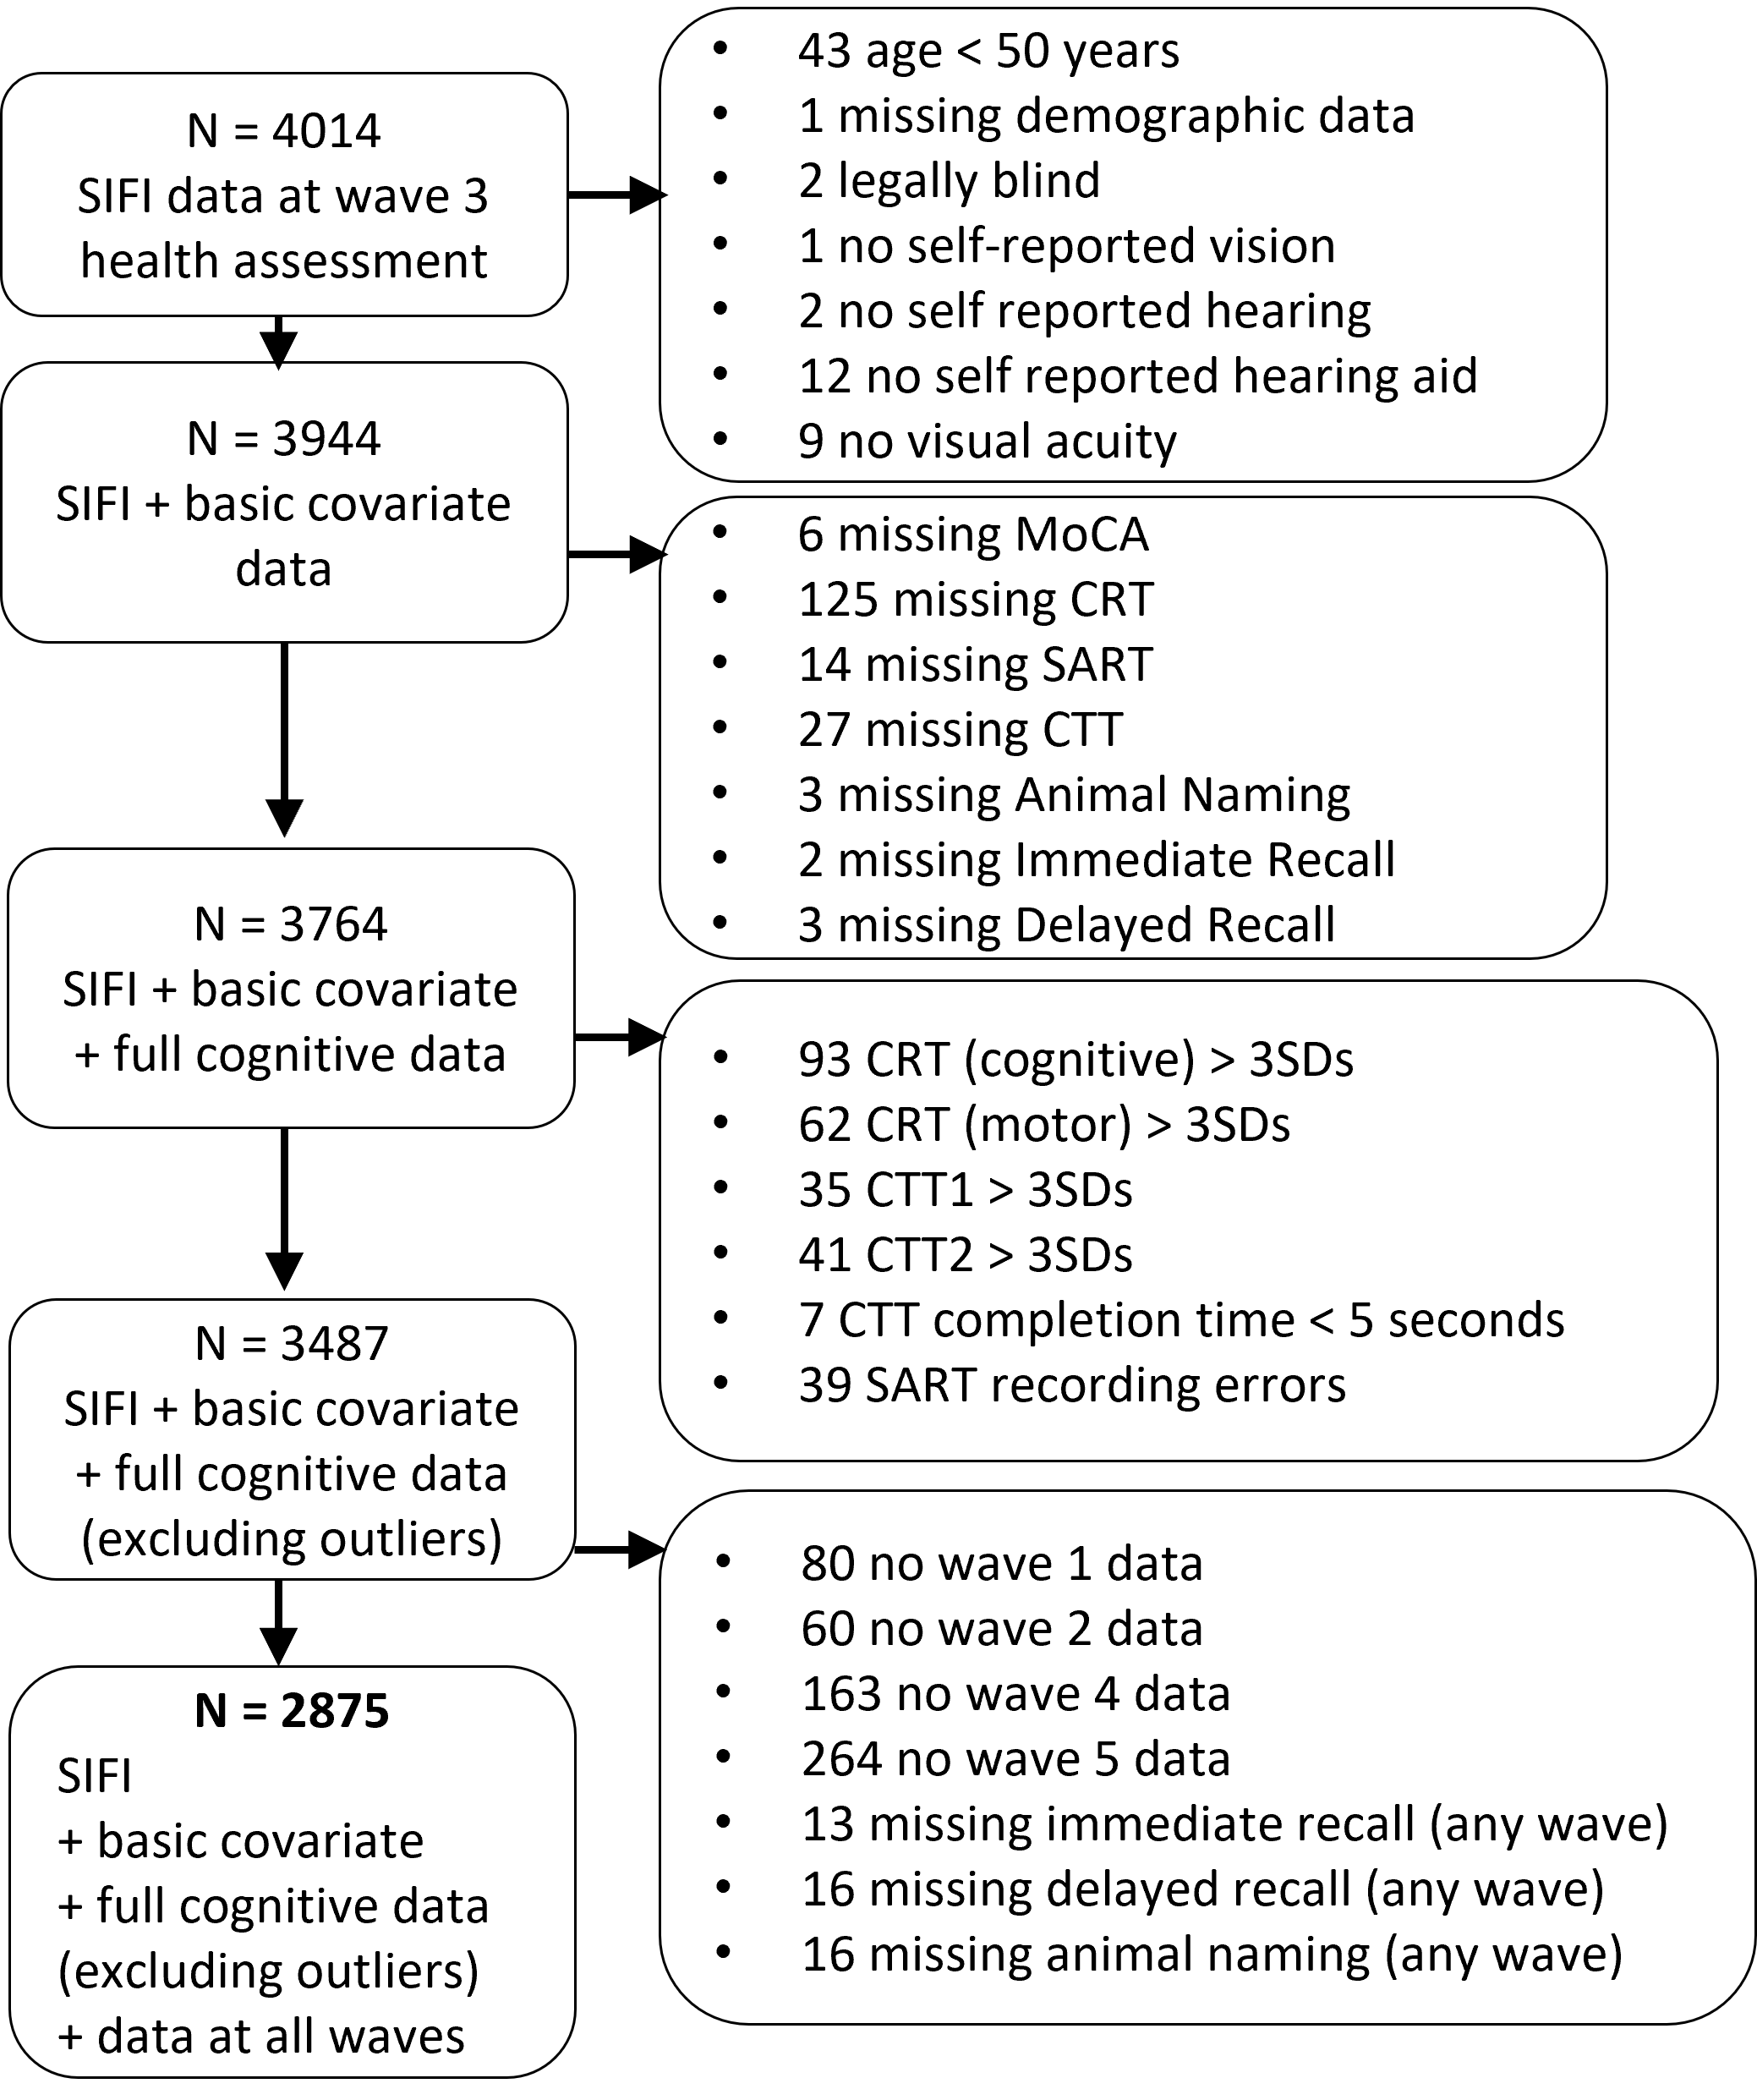 N = 4014
SIFI data at wave 3
health assessment
• 43 age < 50 years
• 1 missing demographic data
• 2 legally blind
• 1 no self-reported vision
• 2 no self reported hearing
• 12 no self reported hearing aid
• 9 no visual acuity
N = 3944
SIFI + basic covariate
data
• 6 missing MoCA
• 125 missing CRT
• 14 missing SART
• 27 missing CTT
• 3 missing Animal Naming
• 2 missing Immediate Recall
• 3 missing Delayed Recall
N = 3764
SIFI + basic covariate
+ full cognitive data
• 93 CRT (cognitive) > 3SDs
• 62 CRT (motor) > 3SDs
• 35 CTT1 > 3SDs
• 41 CTT2 > 3SDs
• 7 CTT completion time < 5 seconds
• 39 SART recording errors
N = 3487
SIFI + basic covariate
+ full cognitive data
(excluding outliers)
• 80 no wave 1 data
• 60 no wave 2 data
• 163 no wave 4 data
• 264 no wave 5 data
• 13 missing immediate recall (any wave)
• 16 missing delayed recall (any wave)
• 16 missing animal naming (any wave)
N = 2875
SIFI
+ basic covariate
+ full cognitive data
(excluding outliers)
+ data at all waves